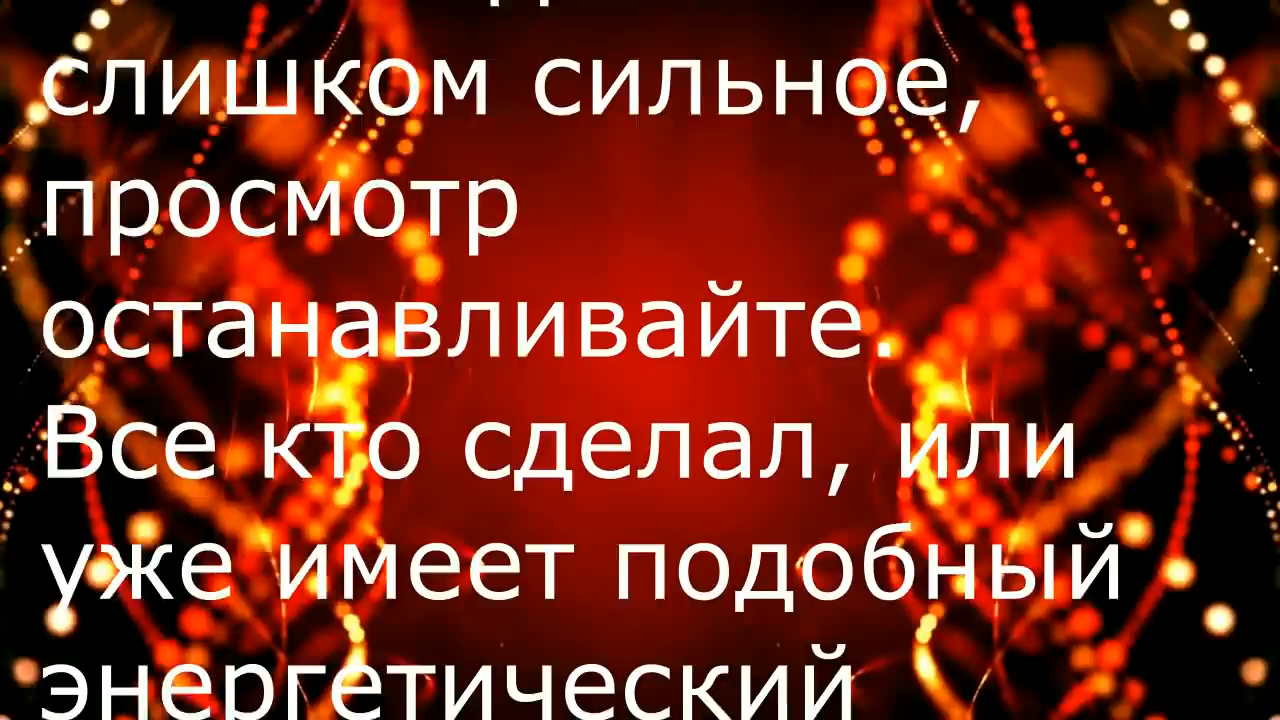 слишком сильное,
просмотр
останавливайте.
Все кто сделал, или
уже имеет подобный
энергетический